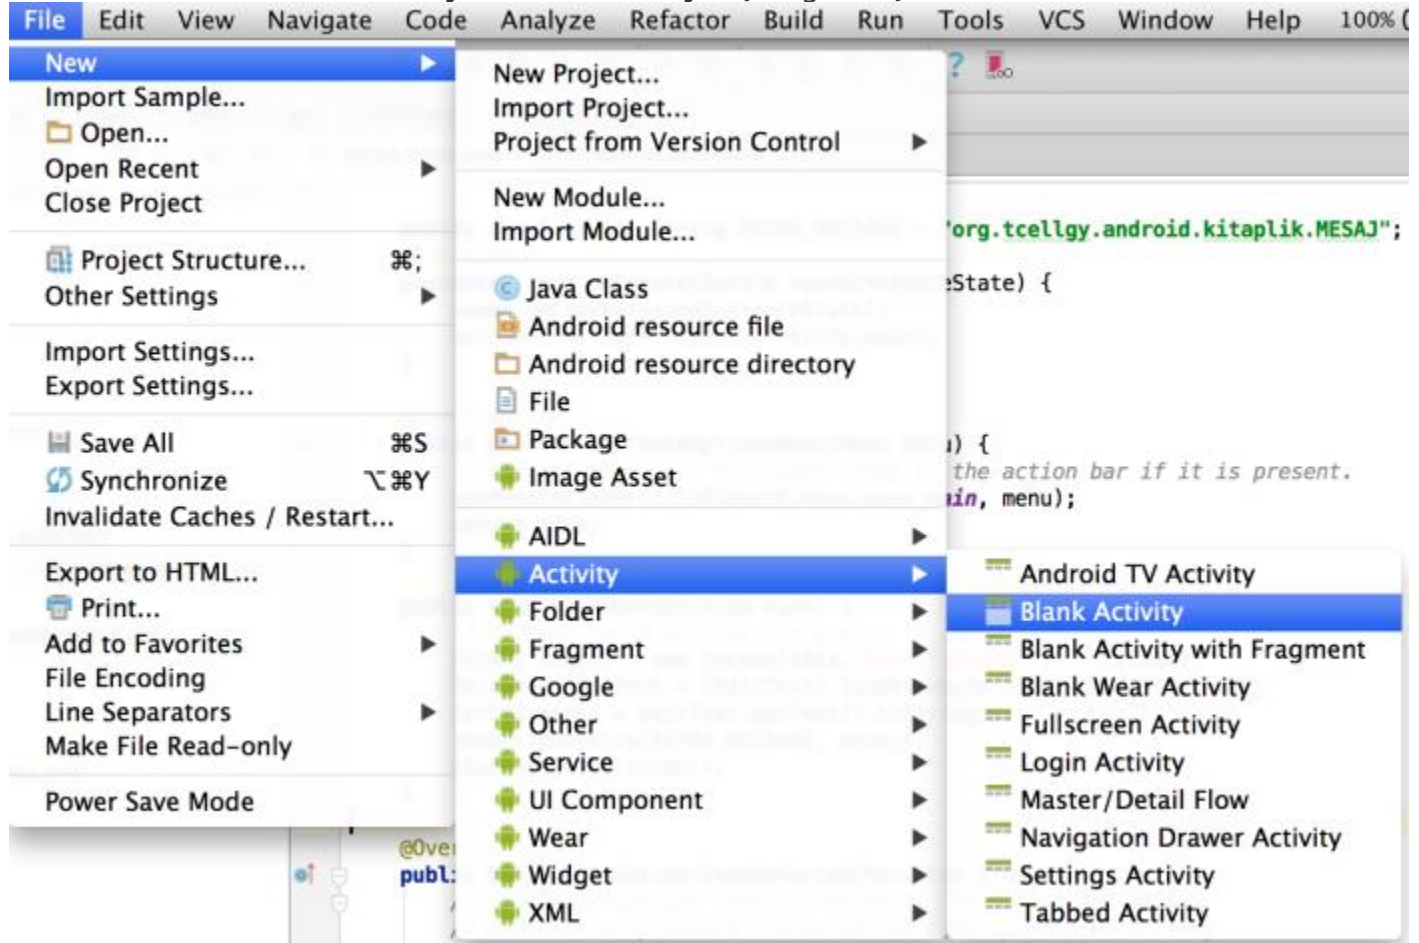 File Edit View Navigate Code Analyze Refactor Build Run Tools VCS Window Help 100%
New
Import Sample...
Open...
Open Recent
Close Project
Project Structure... ⌘;
Other Settings
Import Settings...
Export Settings...
Save All ⌘S
Synchronize ⌥⌘Y
Invalidate Caches / Restart...
Export to HTML...
Print...
Add to Favorites
File Encoding
Line Separators
Make File Read-only
Power Save Mode
New Project...
Import Project...
Project from Version Control
New Module...
Import Module...
Java Class
Android resource file
Android resource directory
File
Package
Image Asset
AIDL
Activity
Folder
Fragment
Google
Other
Service
UI Component
Wear
Widget
XML
Android TV Activity
Blank Activity
Blank Activity with Fragment
Blank Wear Activity
Fullscreen Activity
Login Activity
Master/Detail Flow
Navigation Drawer Activity
Settings Activity
Tabbed Activity
"org.tcellgy.android.kitaplik.MESAJ";
eState) {
) {
the action bar if it is present.
ain, menu);
@Over
publ